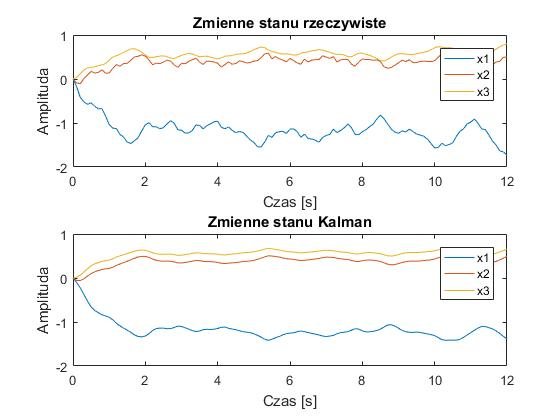 Zmienne stanu rzeczywiste
1
0
-1
-2
Amplituda
x1
x2
x3
0 2 4 6 8 10 12
Czas [s]
Zmienne stanu Kalman
1
0
-1
-2
Amplituda
x1
x2
x3
0 2 4 6 8 10 12
Czas [s]